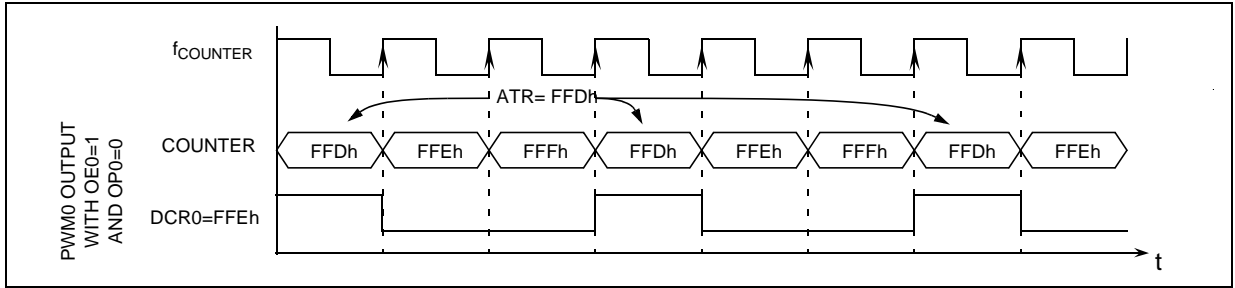 fCOUNTER
ATR= FFDh
COUNTER
FFDh FFEh FFFh FFDh FFEh FFFh FFDh FFEh
PWM0 OUTPUT
WITH OE0=1
AND OP0=0
DCR0=FFEh
t